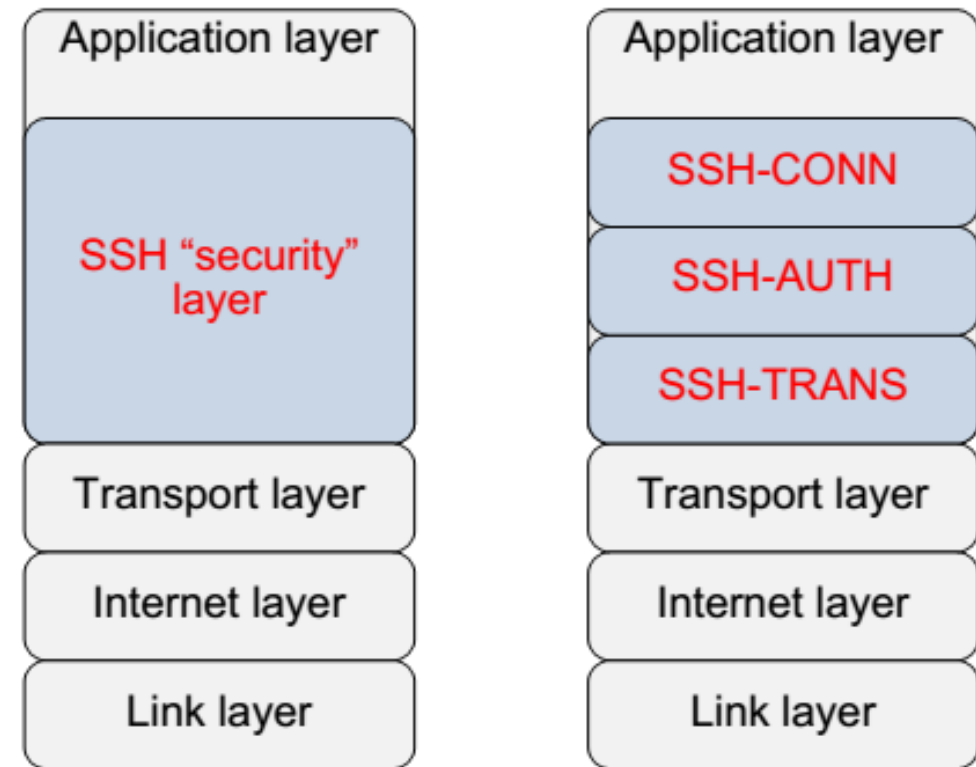 Application layer
SSH “security”
layer
Transport layer
Internet layer
Link layer
Application layer
SSH-CONN
SSH-AUTH
SSH-TRANS
Transport layer
Internet layer
Link layer